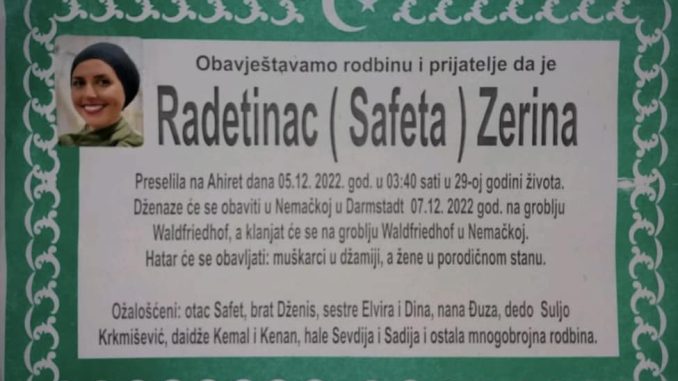 Obavještavamo rodbinu i prijatelje da je
Radetinac ( Safeta ) Zerina
Preselila na Ahiret dana 05.12. 2022. god. u 03:40 sati u 29-oj godini života.
Dženaze će se obaviti u Nemačkoj u Darmstadt 07.12. 2022 god. na groblju
Waldfriedhof, a klanjat će se na groblju Waldfriedhof u Nemačkoj.
Hatar će se obavljati: muškarci u džamiji, a žene u porodičnom stanu.
Ožalošćeni: otac Safet, brat Dženis, sestre Elvira i Dina, nana Đuza, dedo Suljo
Krkmišević, daidže Kemal i Kenan, hale Sevdija i Sadija i ostala mnogobrojna rodbina.